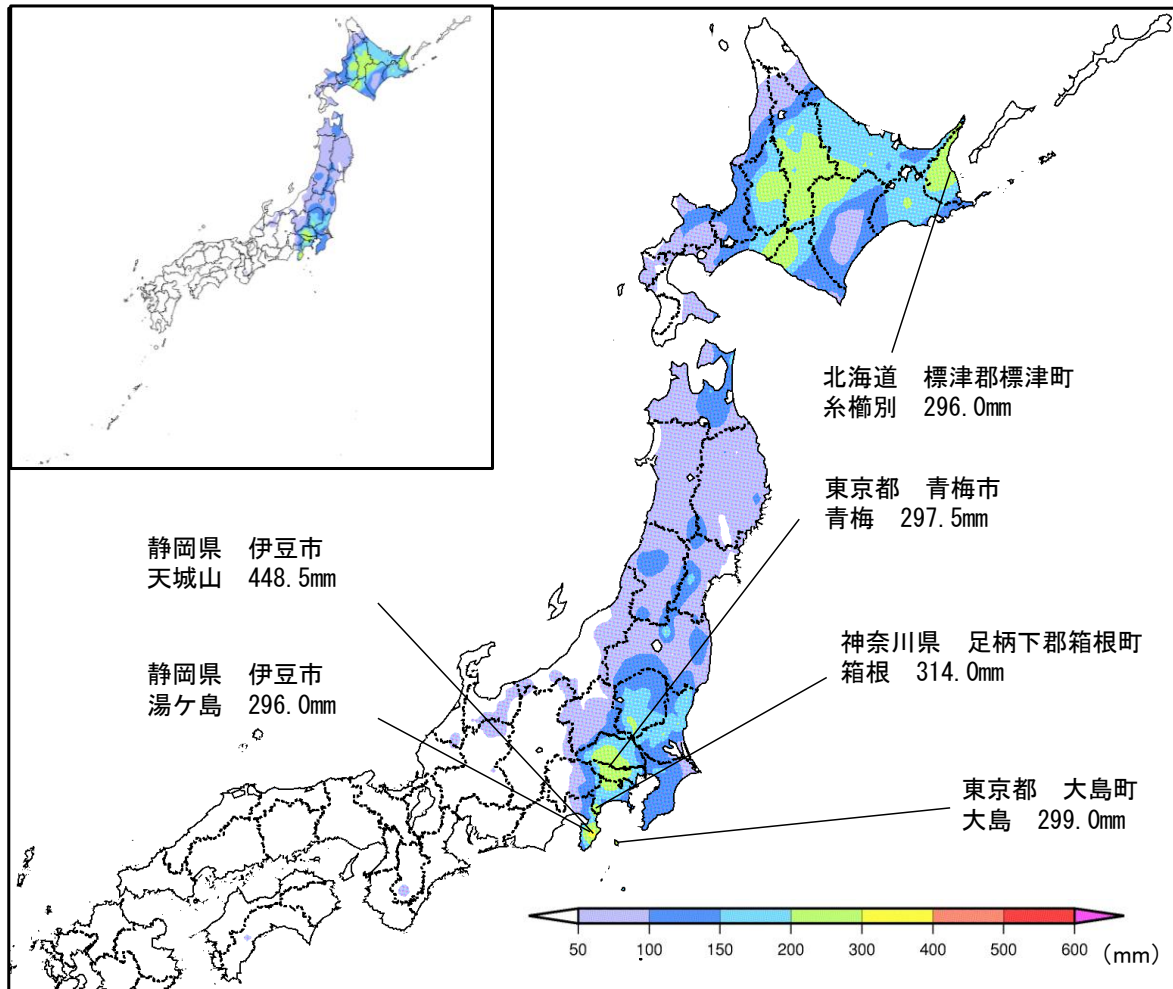 北海道　標津郡標津町
糸櫛別　296.0mm
東京都　青梅市
青梅　297.5mm
静岡県　伊豆市
天城山　448.5mm
神奈川県　足柄下郡箱根町
箱根　314.0mm
静岡県　伊豆市
湯ケ島　296.0mm
東京都　大島町
大島　299.0mm
50 100 150 200 300 400 500 600 (mm)